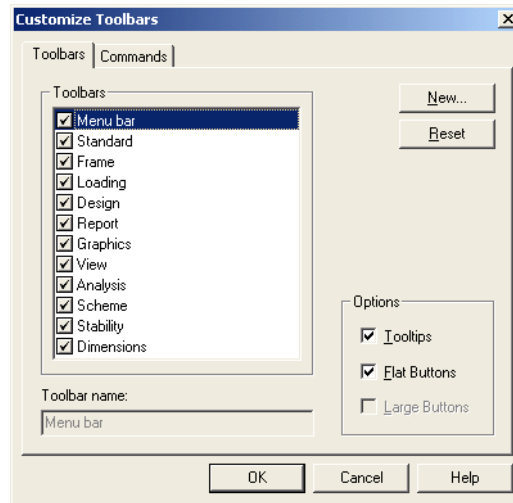 Customize Toolbars
Toolbars
Commands
Toolbars
Menu bar
Standard
Frame
Loading
Design
Report
Graphics
View
Analysis
Scheme
Stability
Dimensions
New...
Reset
Options
Tooltips
Flat Buttons
Large Buttons
Toolbar name:
Menu bar
OK
Cancel
Help